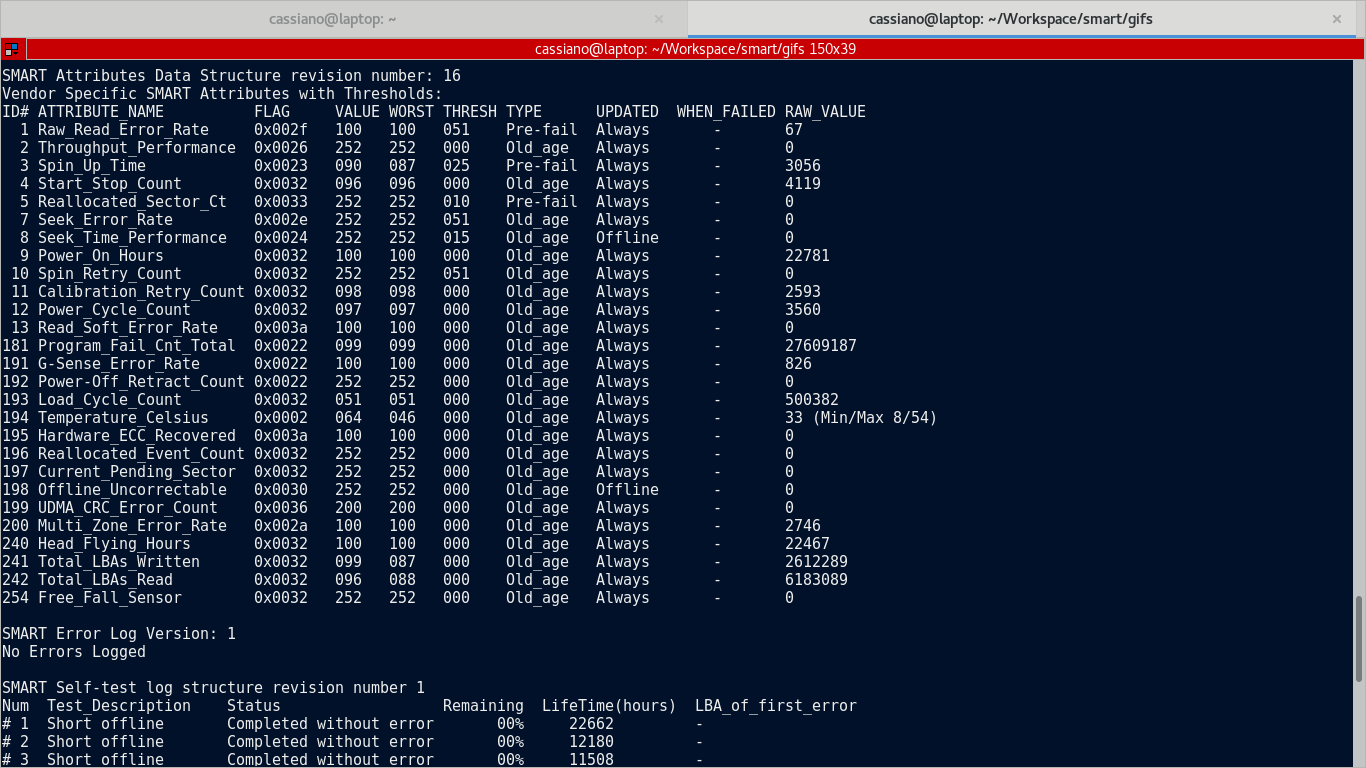 cassiano@laptop: ~ ×
cassiano@laptop: ~/Workspace/smart/gifs ×
cassiano@laptop: ~/Workspace/smart/gifs 150x39
SMART Attributes Data Structure revision number: 16
Vendor Specific SMART Attributes with Thresholds:
ID# ATTRIBUTE_NAME          FLAG     VALUE WORST THRESH TYPE      UPDATED  WHEN_FAILED RAW_VALUE
  1 Raw_Read_Error_Rate     0x002f   100   100   051    Pre-fail  Always       -       67
  2 Throughput_Performance  0x0026   252   252   000    Old_age   Always       -       0
  3 Spin_Up_Time            0x0023   090   087   025    Pre-fail  Always       -       3056
  4 Start_Stop_Count        0x0032   096   096   000    Old_age   Always       -       4119
  5 Reallocated_Sector_Ct   0x0033   252   252   010    Pre-fail  Always       -       0
  7 Seek_Error_Rate         0x002e   252   252   051    Old_age   Always       -       0
  8 Seek_Time_Performance   0x0024   252   252   015    Old_age   Offline      -       0
  9 Power_On_Hours          0x0032   100   100   000    Old_age   Always       -       22781
 10 Spin_Retry_Count        0x0032   252   252   051    Old_age   Always       -       0
 11 Calibration_Retry_Count 0x0032   098   098   000    Old_age   Always       -       2593
 12 Power_Cycle_Count       0x0032   097   097   000    Old_age   Always       -       3560
 13 Read_Soft_Error_Rate    0x003a   100   100   000    Old_age   Always       -       0
181 Program_Fail_Cnt_Total  0x0022   099   099   000    Old_age   Always       -       27609187
191 G-Sense_Error_Rate      0x0022   100   100   000    Old_age   Always       -       826
192 Power-Off_Retract_Count 0x0022   252   252   000    Old_age   Always       -       0
193 Load_Cycle_Count        0x0032   051   051   000    Old_age   Always       -       500382
194 Temperature_Celsius     0x0002   064   046   000    Old_age   Always       -       33 (Min/Max 8/54)
195 Hardware_ECC_Recovered  0x003a   100   100   000    Old_age   Always       -       0
196 Reallocated_Event_Count 0x0032   252   252   000    Old_age   Always       -       0
197 Current_Pending_Sector  0x0032   252   252   000    Old_age   Always       -       0
198 Offline_Uncorrectable   0x0030   252   252   000    Old_age   Offline      -       0
199 UDMA_CRC_Error_Count    0x0036   200   200   000    Old_age   Always       -       0
200 Multi_Zone_Error_Rate   0x002a   100   100   000    Old_age   Always       -       2746
240 Head_Flying_Hours       0x0032   100   100   000    Old_age   Always       -       22467
241 Total_LBAs_Written      0x0032   099   087   000    Old_age   Always       -       2612289
242 Total_LBAs_Read         0x0032   096   088   000    Old_age   Always       -       6183089
254 Free_Fall_Sensor        0x0032   252   252   000    Old_age   Always       -       0
SMART Error Log Version: 1
No Errors Logged
SMART Self-test log structure revision number 1
Num  Test_Description    Status                  Remaining  LifeTime(hours)  LBA_of_first_error
# 1  Short offline       Completed without error       00%     22662         -
# 2  Short offline       Completed without error       00%     12180         -
# 3  Short offline       Completed without error       00%     11508         -